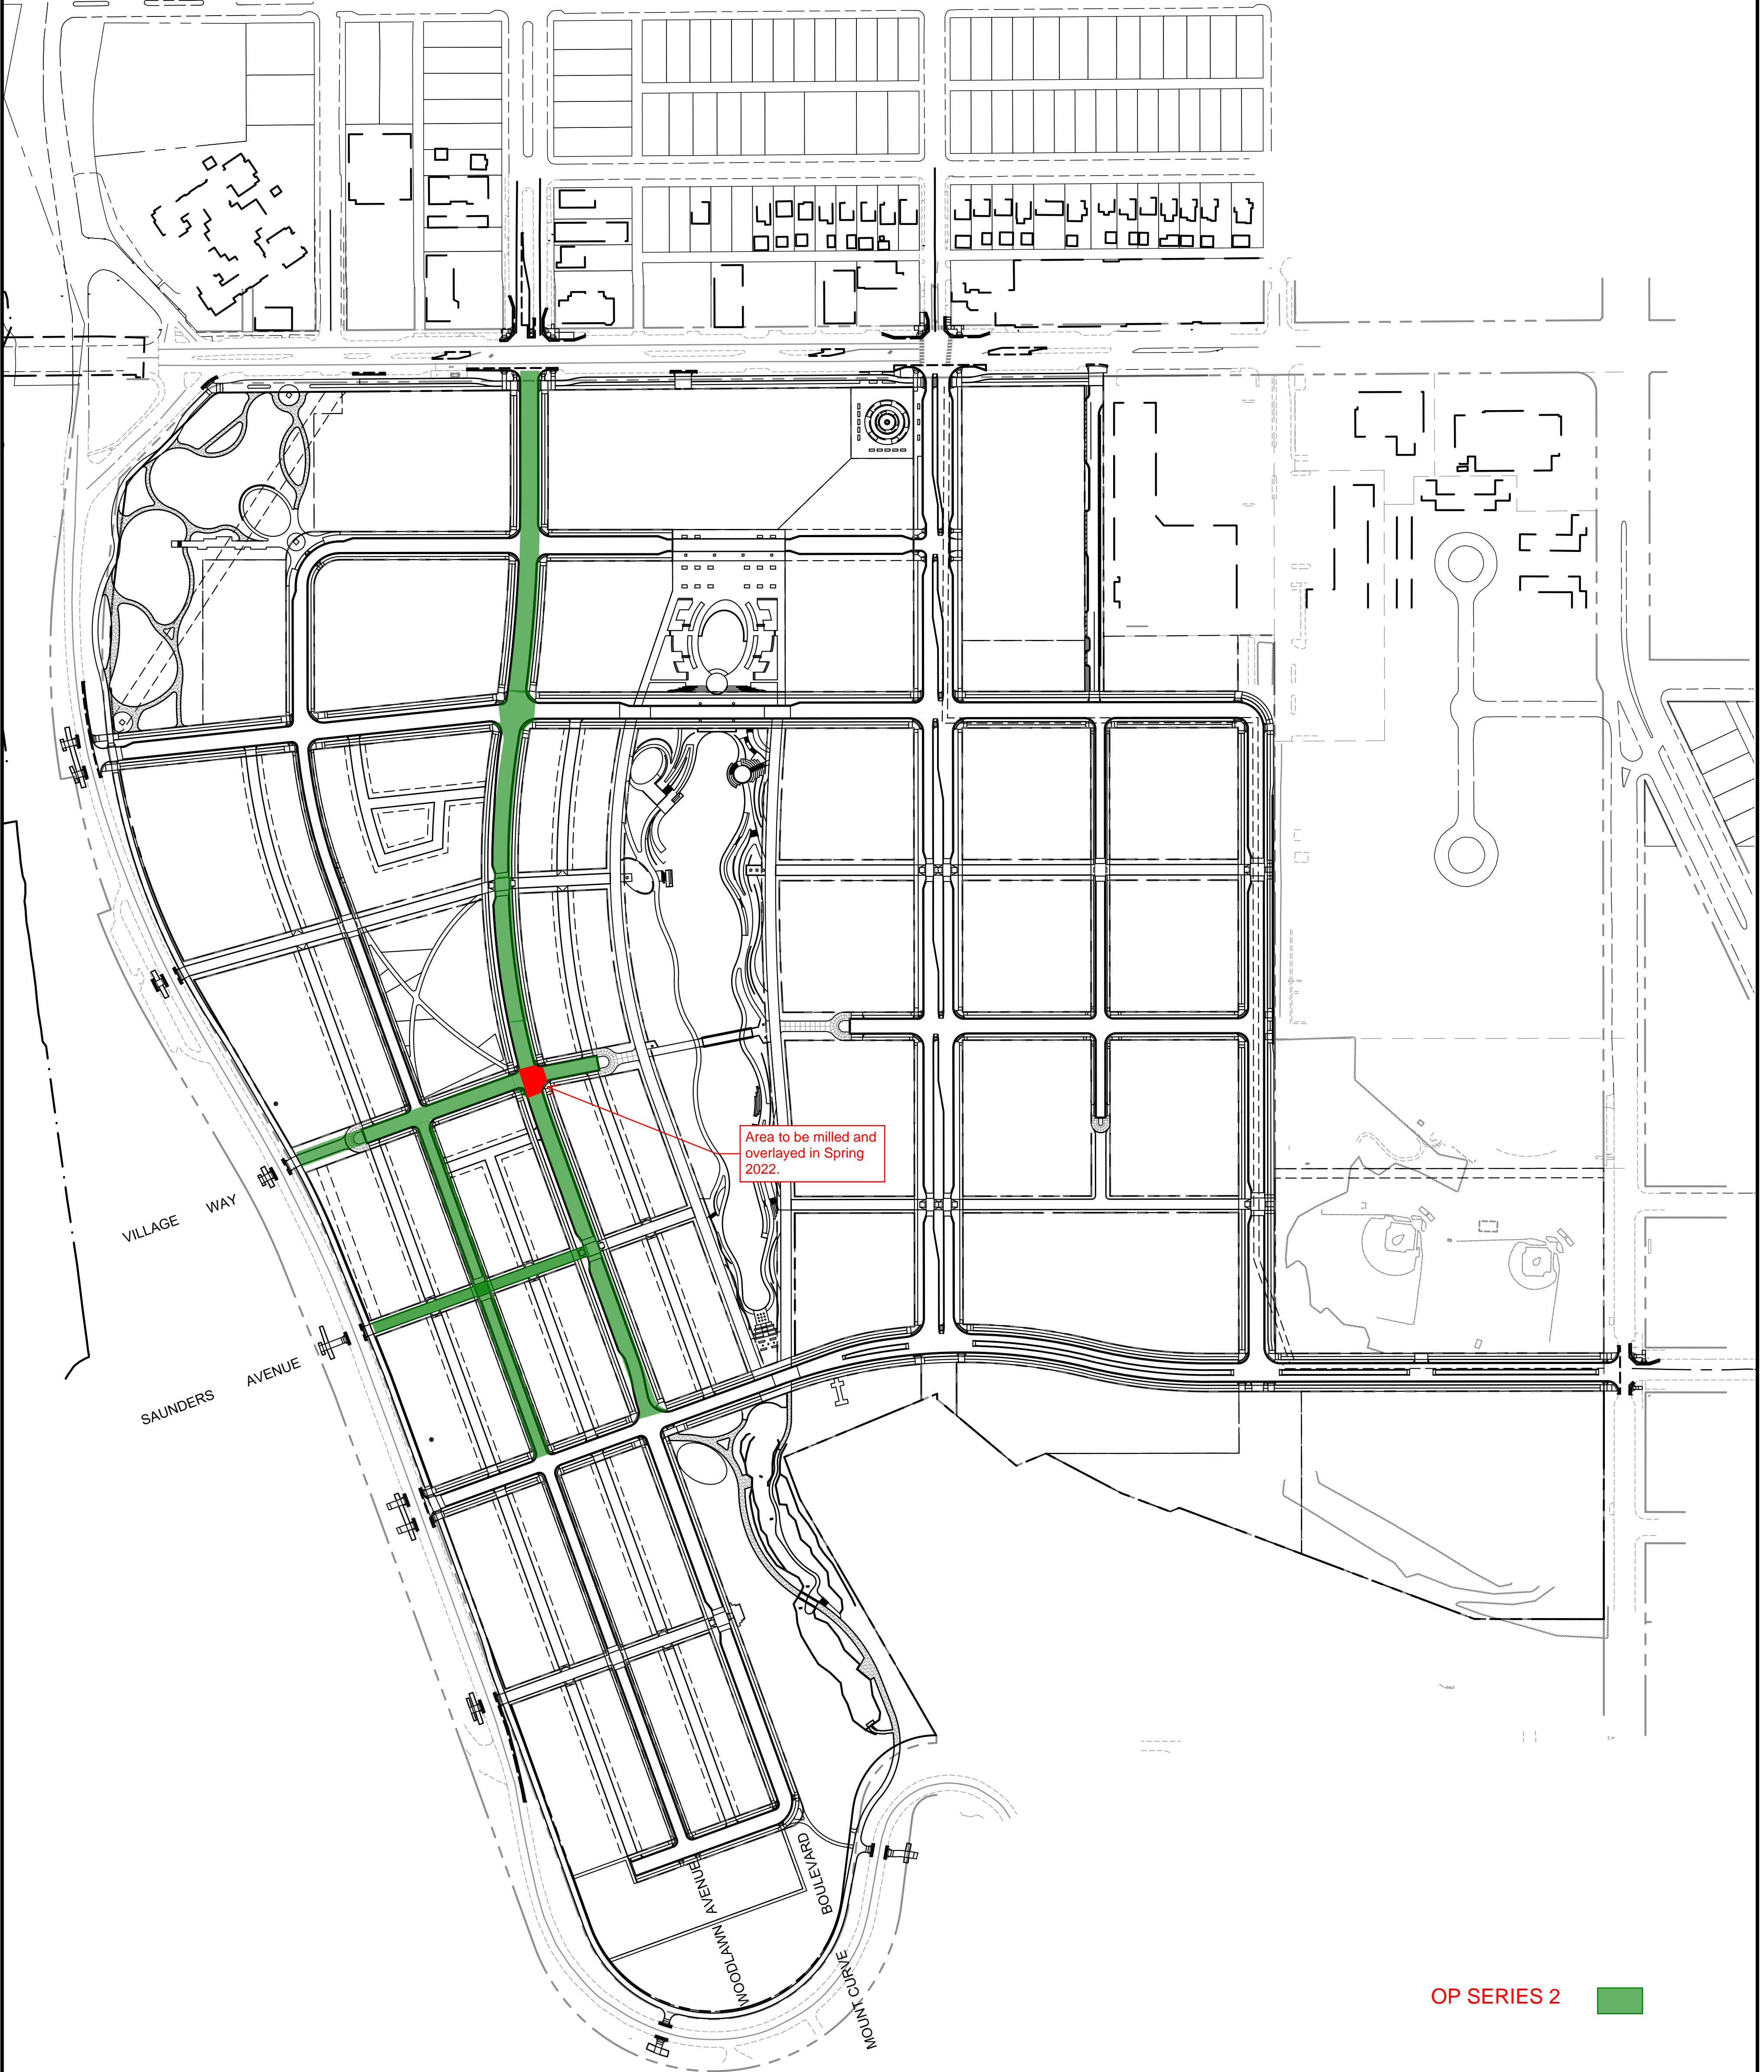 Area to be milled and
overlayed in Spring
2022.
VILLAGE WAY
SAUNDERS AVENUE
WOODLAWN AVENUE
MOUNT CURVE BOULEVARD
OP SERIES 2